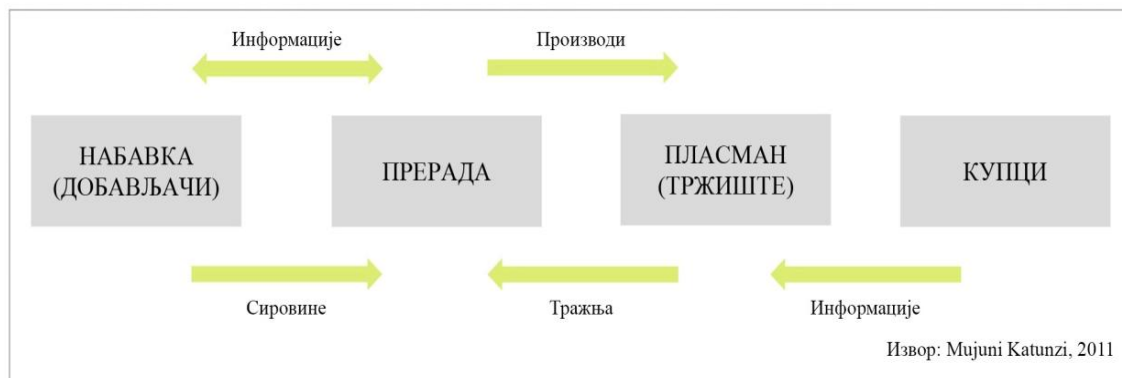 Информације
Производи
НАБАВКА
(ДОБАВЉАЧИ)
ПРЕРАДА
ПЛАСМАН
(ТРЖИШТЕ)
КУПЦИ
Сировине
Тражња
Информације
Извор: Mujuni Katunzi, 2011